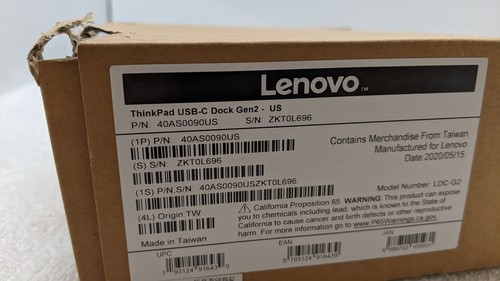 Lenovo™
ThinkPad USB-C Dock Gen2 - US
P/N: 40AS0090US S/N: ZKT0L696
(1P) P/N: 40AS0090US
(S) S/N: ZKT0L696
(1S) P/N,S/N: 40AS0090USZKT0L696
(4L) Origin:TW
Made in Taiwan
Contains Merchandise From: Taiwan
Manufactured for Lenovo
Date 2020/05/15
Model Number: LDC-G2
California Proposition 65 WARNING: This product can expose
you to chemicals including lead, which is known to the State of
California to cause cancer and birth defects or other reproductive
harm. For more information go to www.P65Warnings.ca.gov.
UPC
EAN
JAN